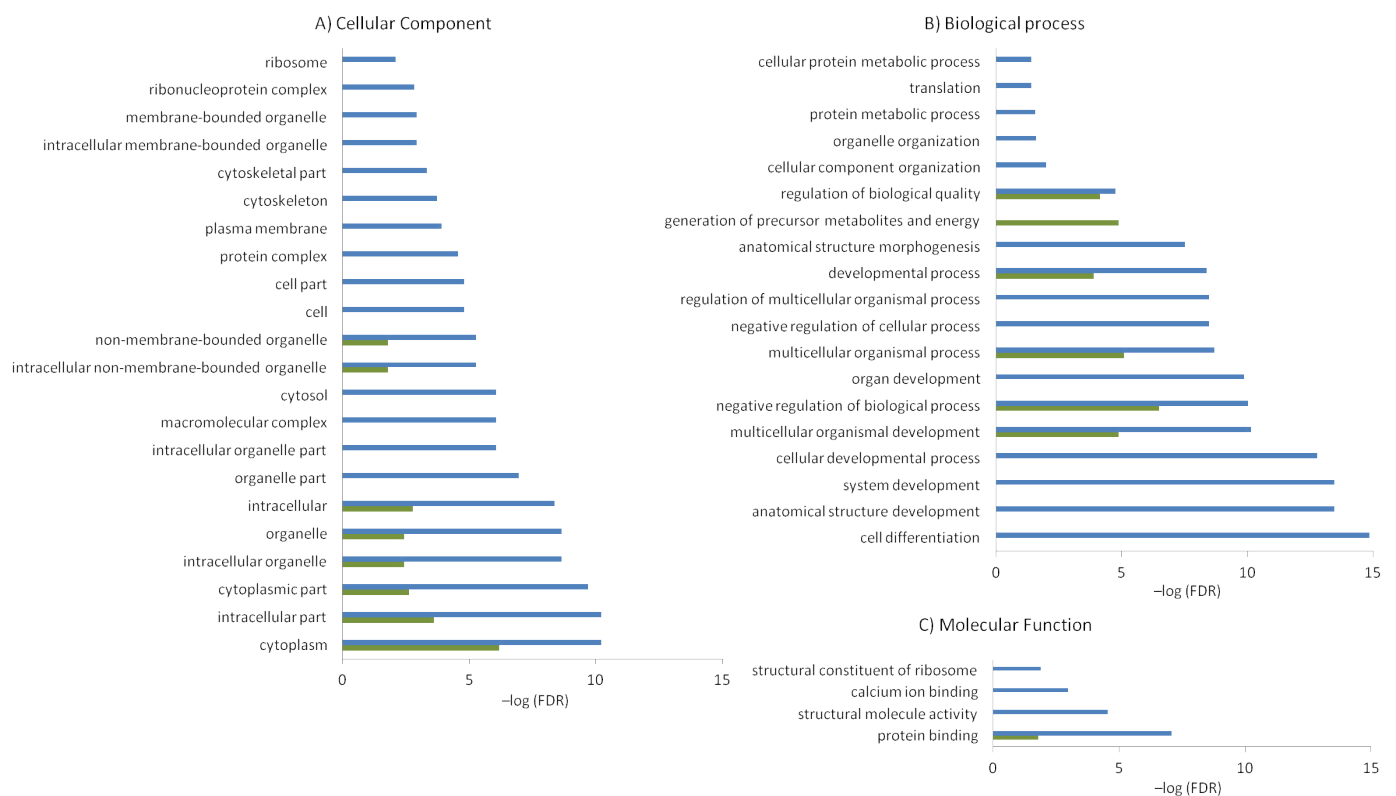 A) Cellular Component
ribosome
ribonucleoprotein complex
membrane-bounded organelle
intracellular membrane-bounded organelle
cytoskeletal part
cytoskeleton
plasma membrane
protein complex
cell part
cell
non-membrane-bounded organelle
intracellular non-membrane-bounded organelle
cytosol
macromolecular complex
intracellular organelle part
organelle part
intracellular
organelle
intracellular organelle
cytoplasmic part
intracellular part
cytoplasm
0 5 10 15
–log (FDR)
B) Biological process
cellular protein metabolic process
translation
protein metabolic process
organelle organization
cellular component organization
regulation of biological quality
generation of precursor metabolites and energy
anatomical structure morphogenesis
developmental process
regulation of multicellular organismal process
negative regulation of cellular process
multicellular organismal process
organ development
negative regulation of biological process
multicellular organismal development
cellular developmental process
system development
anatomical structure development
cell differentiation
0 5 10 15
–log (FDR)
C) Molecular Function
structural constituent of ribosome
calcium ion binding
structural molecule activity
protein binding
0 5 10 15
–log (FDR)